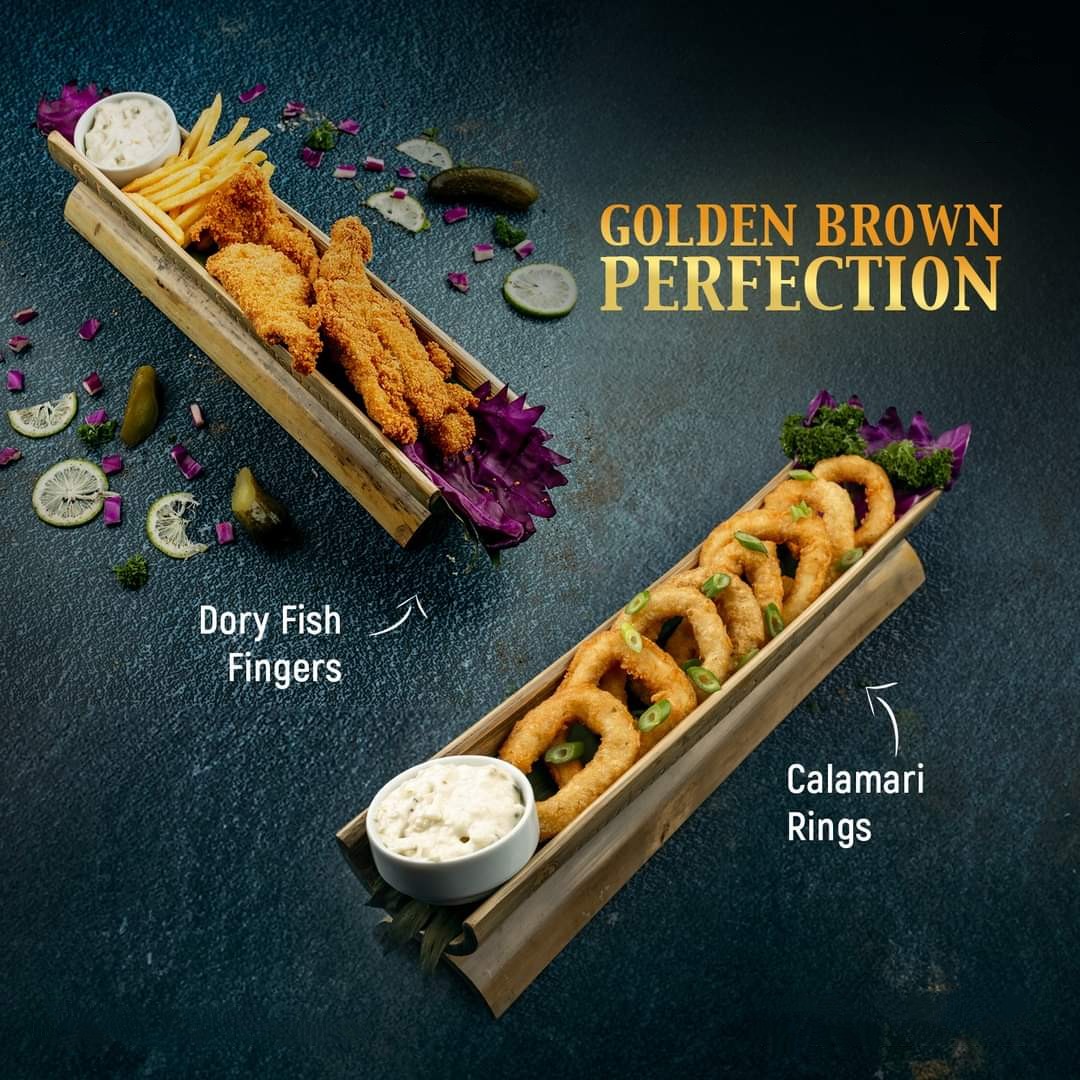 GOLDEN BROWN
PERFECTION
Dory Fish
Fingers
Calamari
Rings